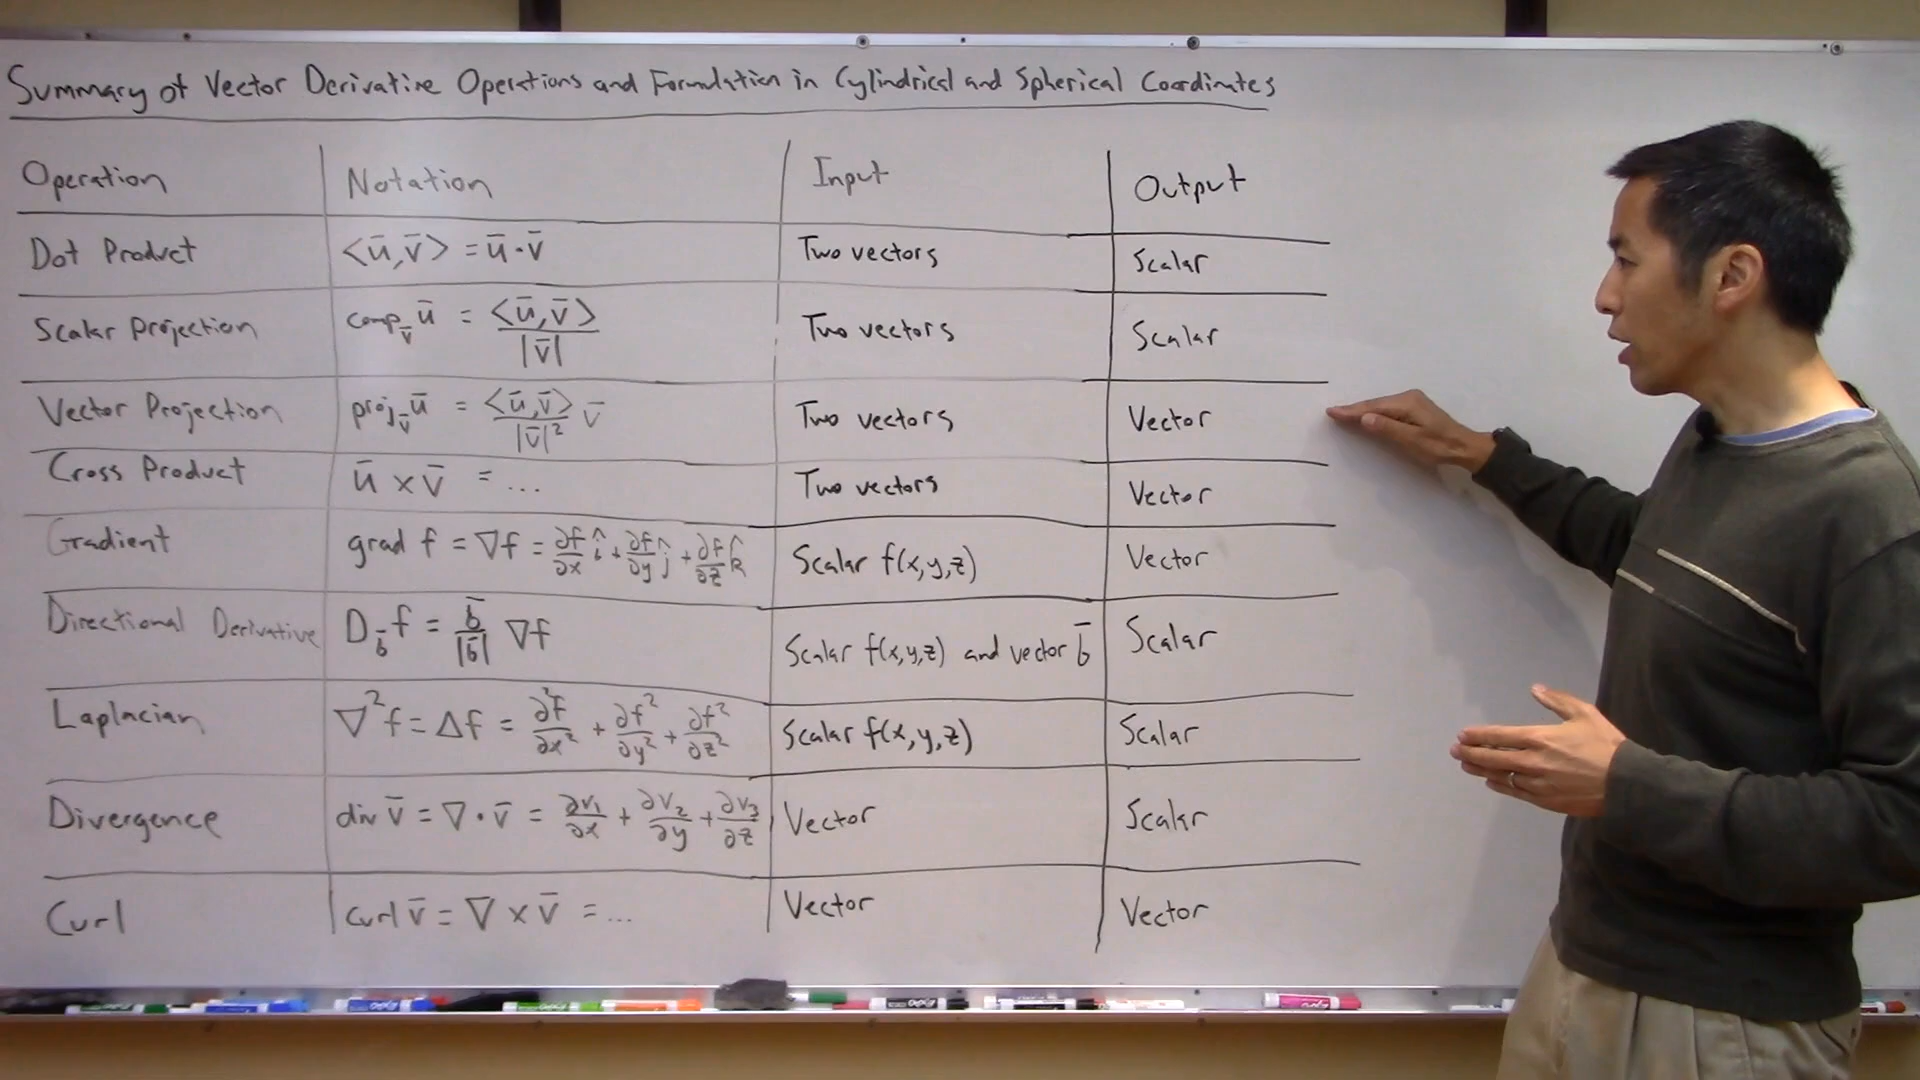 Summary of Vector Derivative Operations and Formulation in Cylindrical and Spherical Coordinates
Operation Notation Input Output
Dot Product <ū,v̄> = ū·v̄ Two vectors Scalar
Scalar Projection comp_v̄ ū = <ū,v̄>/|v̄| Two vectors Scalar
Vector Projection proj_v̄ ū = <ū,v̄>/|v̄|² v̄ Two vectors Vector
Cross Product ū × v̄ = ... Two vectors Vector
Gradient grad f = ∇f = ∂f/∂x î + ∂f/∂y ĵ + ∂f/∂z k̂ Scalar f(x,y,z) Vector
Directional Derivative D_b̄ f = b̄/|b̄| ∇f Scalar f(x,y,z) and vector b̄ Scalar
Laplacian ∇²f = Δf = ∂²f/∂x² + ∂f²/∂y² + ∂f²/∂z² Scalar f(x,y,z) Scalar
Divergence div v̄ = ∇·v̄ = ∂v₁/∂x + ∂v₂/∂y + ∂v₃/∂z Vector Scalar
Curl curl v̄ = ∇ × v̄ = ... Vector Vector